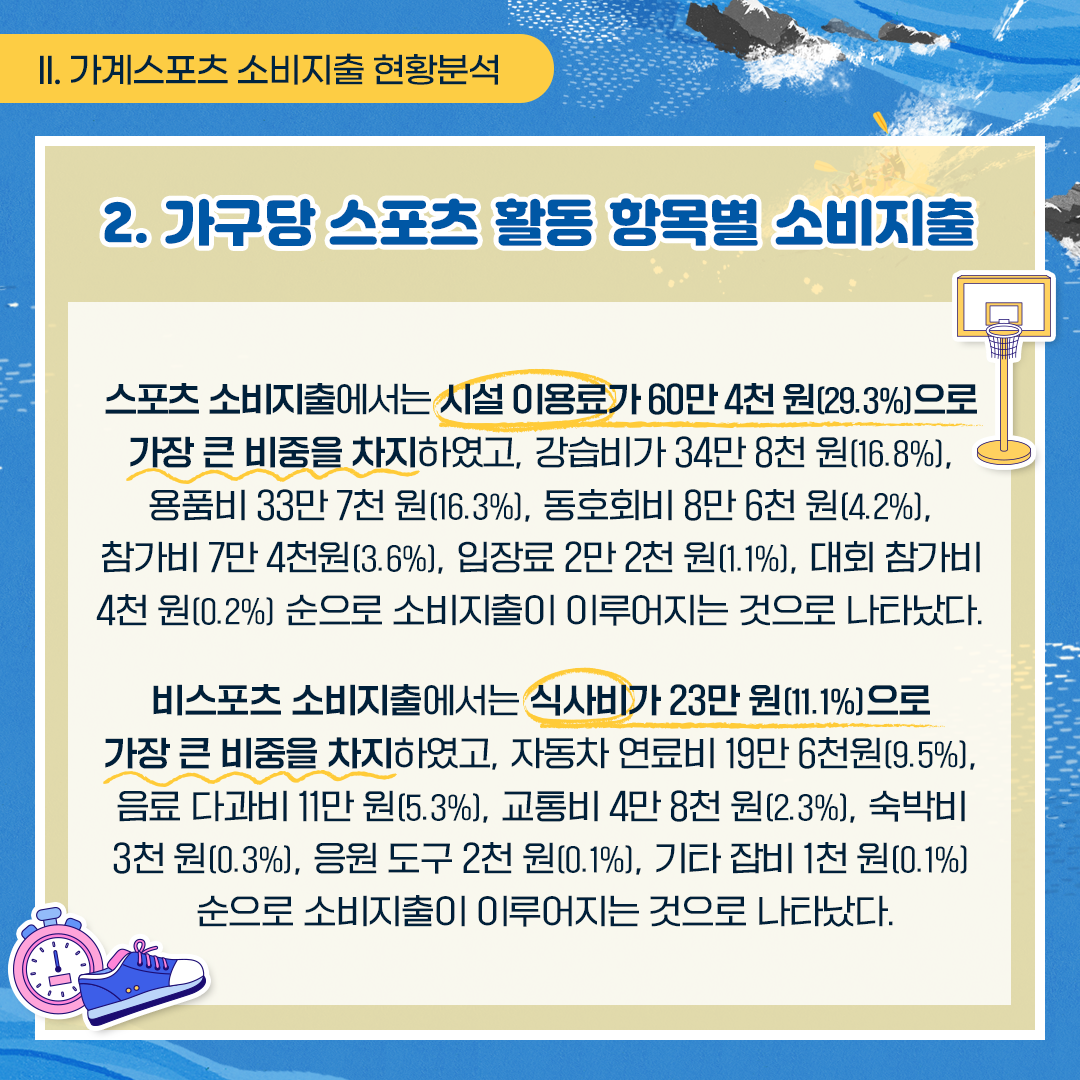 II. 가계스포츠 소비지출 현황분석
2. 가구당 스포츠 활동 항목별 소비지출
스포츠 소비지출에서는 시설 이용료가 60만 4천 원(29.3%)으로
가장 큰 비중을 차지하였고, 강습비가 34만 8천 원(16.8%),
용품비 33만 7천 원(16.3%), 동호회비 8만 6천 원(4.2%),
참가비 7만 4천원(3.6%), 입장료 2만 2천 원(1.1%), 대회 참가비
4천 원(0.2%) 순으로 소비지출이 이루어지는 것으로 나타났다.
비스포츠 소비지출에서는 식사비가 23만 원(11.1%)으로
가장 큰 비중을 차지하였고, 자동차 연료비 19만 6천원(9.5%),
음료 다과비 11만 원(5.3%), 교통비 4만 8천 원(2.3%), 숙박비
3천 원(0.3%), 응원 도구 2천 원(0.1%), 기타 잡비 1천 원(0.1%)
순으로 소비지출이 이루어지는 것으로 나타났다.